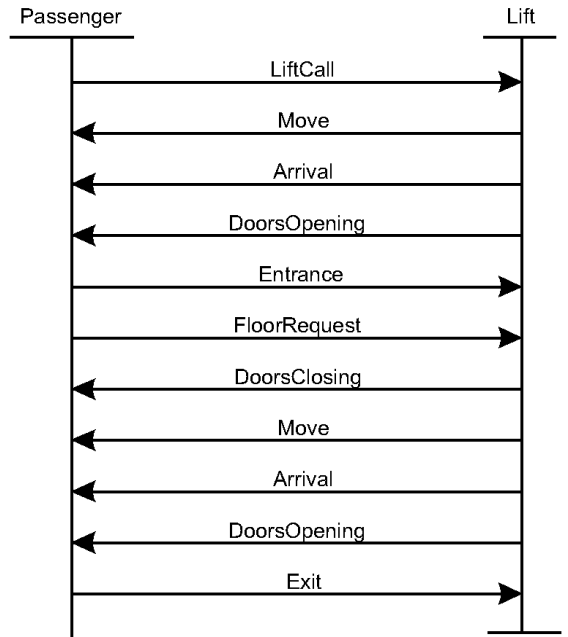 Passenger Lift
LiftCall
Move
Arrival
DoorsOpening
Entrance
FloorRequest
DoorsClosing
Move
Arrival
DoorsOpening
Exit